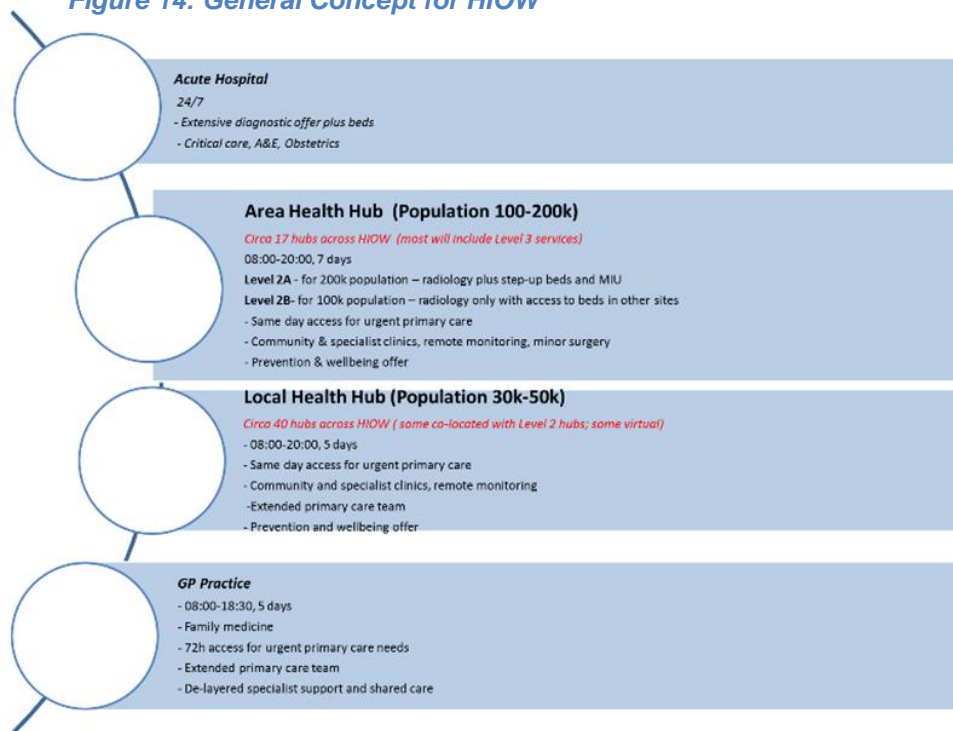 Figure 14: General Concept for HIOW
Acute Hospital
24/7
- Extensive diagnostic offer plus beds
- Critical care, A&E, Obstetrics
Area Health Hub (Population 100-200k)
Circa 17 hubs across HIOW (most will include Level 3 services)
08:00-20:00, 7 days
Level 2A - for 200k population – radiology plus step-up beds and MIU
Level 2B- for 100k population – radiology only with access to beds in other sites
- Same day access for urgent primary care
- Community & specialist clinics, remote monitoring, minor surgery
- Prevention & wellbeing offer
Local Health Hub (Population 30k-50k)
Circa 40 hubs across HIOW ( some co-located with Level 2 hubs; some virtual)
- 08:00-20:00, 5 days
- Same day access for urgent primary care
- Community and specialist clinics, remote monitoring
-Extended primary care team
- Prevention and wellbeing offer
GP Practice
- 08:00-18:30, 5 days
- Family medicine
- 72h access for urgent primary care needs
- Extended primary care team
- De-layered specialist support and shared care